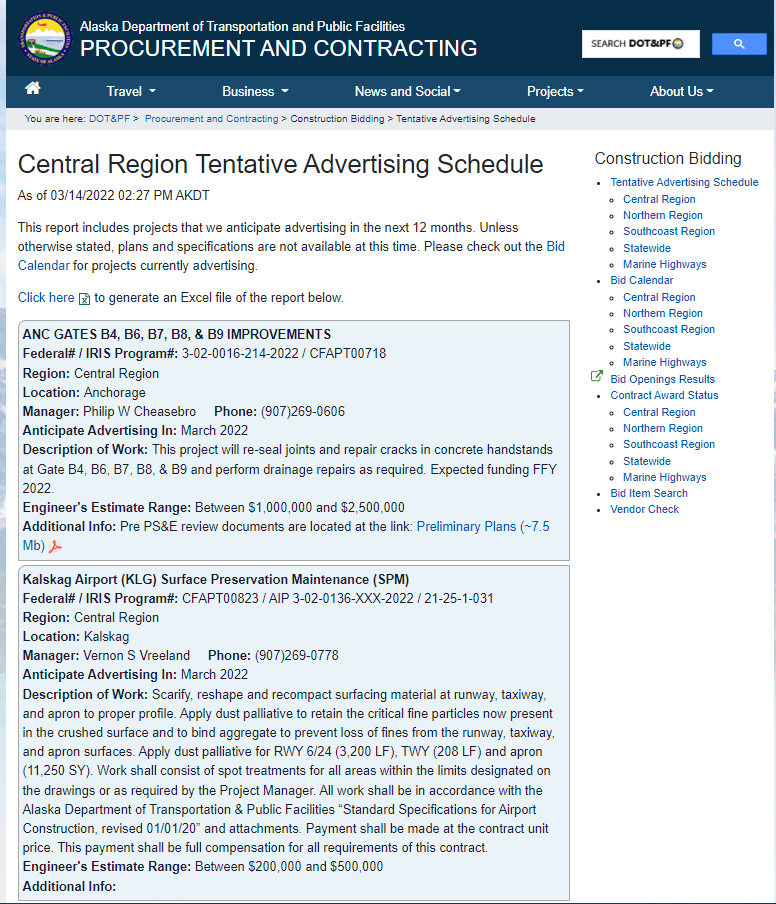 Alaska Department of Transportation and Public Facilities
PROCUREMENT AND CONTRACTING
SEARCH DOT&PF
Travel
Business
News and Social
Projects
About Us
You are here: DOT&PF > Procurement and Contracting > Construction Bidding > Tentative Advertising Schedule
Central Region Tentative Advertising Schedule
As of 03/14/2022 02:27 PM AKDT
This report includes projects that we anticipate advertising in the next 12 months. Unless
otherwise stated, plans and specifications are not available at this time. Please check out the Bid
Calendar for projects currently advertising.
Click here to generate an Excel file of the report below.
ANC GATES B4, B6, B7, B8, & B9 IMPROVEMENTS
Federal# / IRIS Program#: 3-02-0016-214-2022 / CFAPT00718
Region: Central Region
Location: Anchorage
Manager: Philip W Cheasebro Phone: (907)269-0606
Anticipate Advertising In: March 2022
Description of Work: This project will re-seal joints and repair cracks in concrete handstands
at Gate B4, B6, B7, B8, & B9 and perform drainage repairs as required. Expected funding FFY
2022.
Engineer's Estimate Range: Between $1,000,000 and $2,500,000
Additional Info: Pre PS&E review documents are located at the link: Preliminary Plans (~7.5
Mb)
Kalskag Airport (KLG) Surface Preservation Maintenance (SPM)
Federal# / IRIS Program#: CFAPT00823 / AIP 3-02-0136-XXX-2022 / 21-25-1-031
Region: Central Region
Location: Kalskag
Manager: Vernon S Vreeland Phone: (907)269-0778
Anticipate Advertising In: March 2022
Description of Work: Scarify, reshape and recompact surfacing material at runway, taxiway,
and apron to proper profile. Apply dust palliative to retain the critical fine particles now present
in the crushed surface and to bind aggregate to prevent loss of fines from the runway, taxiway,
and apron surfaces. Apply dust palliative for RWY 6/24 (3,200 LF), TWY (208 LF) and apron
(11,250 SY). Work shall consist of spot treatments for all areas within the limits designated on
the drawings or as required by the Project Manager. All work shall be in accordance with the
Alaska Department of Transportation & Public Facilities “Standard Specifications for Airport
Construction, revised 01/01/20” and attachments. Payment shall be made at the contract unit
price. This payment shall be full compensation for all requirements of this contract.
Engineer's Estimate Range: Between $200,000 and $500,000
Additional Info:
Construction Bidding
Tentative Advertising Schedule
Central Region
Northern Region
Southcoast Region
Statewide
Marine Highways
Bid Calendar
Central Region
Northern Region
Southcoast Region
Statewide
Marine Highways
Bid Openings Results
Contract Award Status
Central Region
Northern Region
Southcoast Region
Statewide
Marine Highways
Bid Item Search
Vendor Check